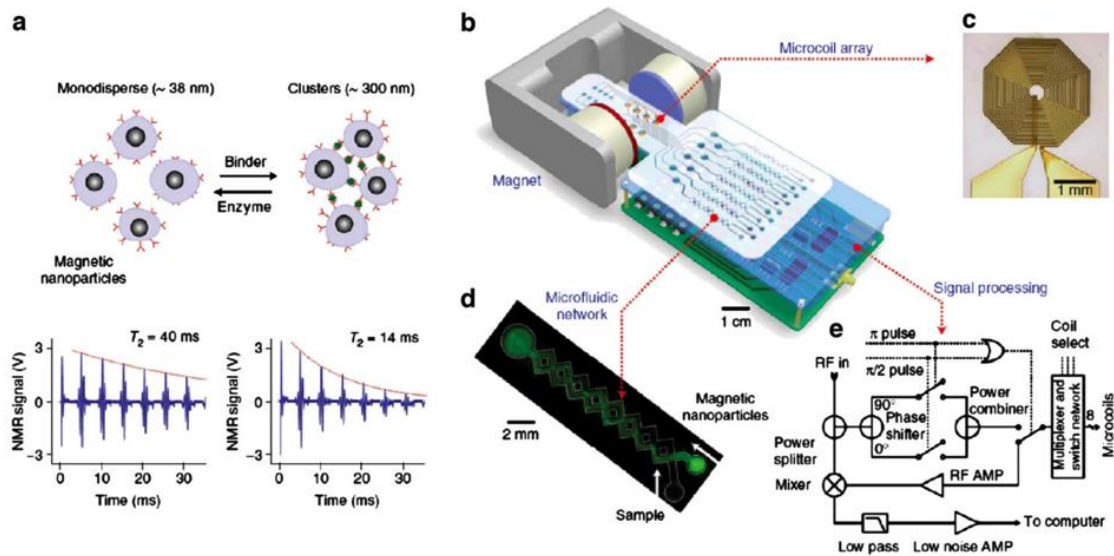 a
Monodisperse (~ 38 nm)
Clusters (~ 300 nm)
Binder
Enzyme
Magnetic
nanoparticles
T2 = 40 ms
T2 = 14 ms
NMR signal (V)
3
0
−3
0 10 20 30
Time (ms)
3
0
−3
0 10 20 30
Time (ms)
b
Microcoil array
Magnet
Microfluidic
network
Signal processing
1 cm
c
1 mm
d
2 mm
Magnetic
nanoparticles
Sample
e
π pulse
RF in
π/2 pulse
Coil
select
90°
Phase
shifter
0°
Power
combiner
Power
splitter
Mixer
RF AMP
Multiplexer and
switch network
8
Microcoils
To computer
Low pass
Low noise AMP